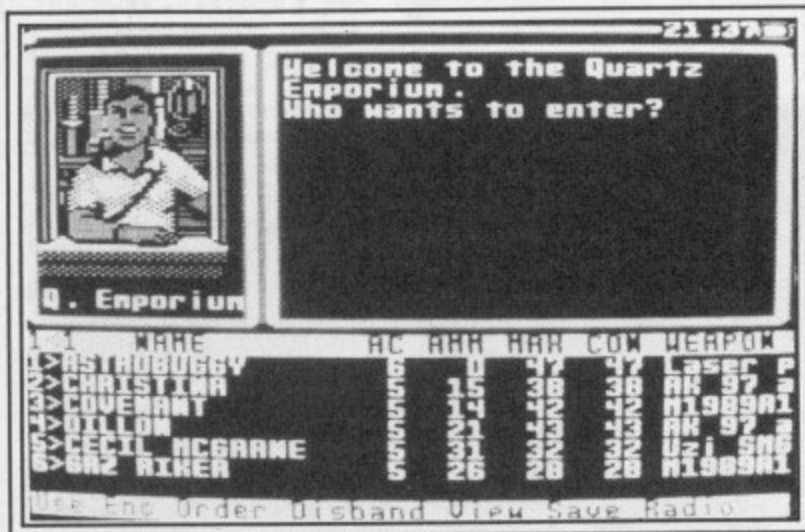 21:37
Welcome to the Quartz
Emporium.
Who wants to enter?
Q. Emporium
1 NAME AC AMM MAX CON WEAPON
1>ASTROBUGGY 6 0 47 47 Laser p
2>CHRISTINA 5 15 38 38 AK 97 a
3>COVENANT 5 14 42 42 M1989A1
4>DILLON 5 21 43 43 AK 97 a
5>CECIL MCGRANE 5 31 32 32 Uzi SMG
6>GAZ RIKER 5 26 28 28 M1989A1
Use Enc Order Disband View Save Radio